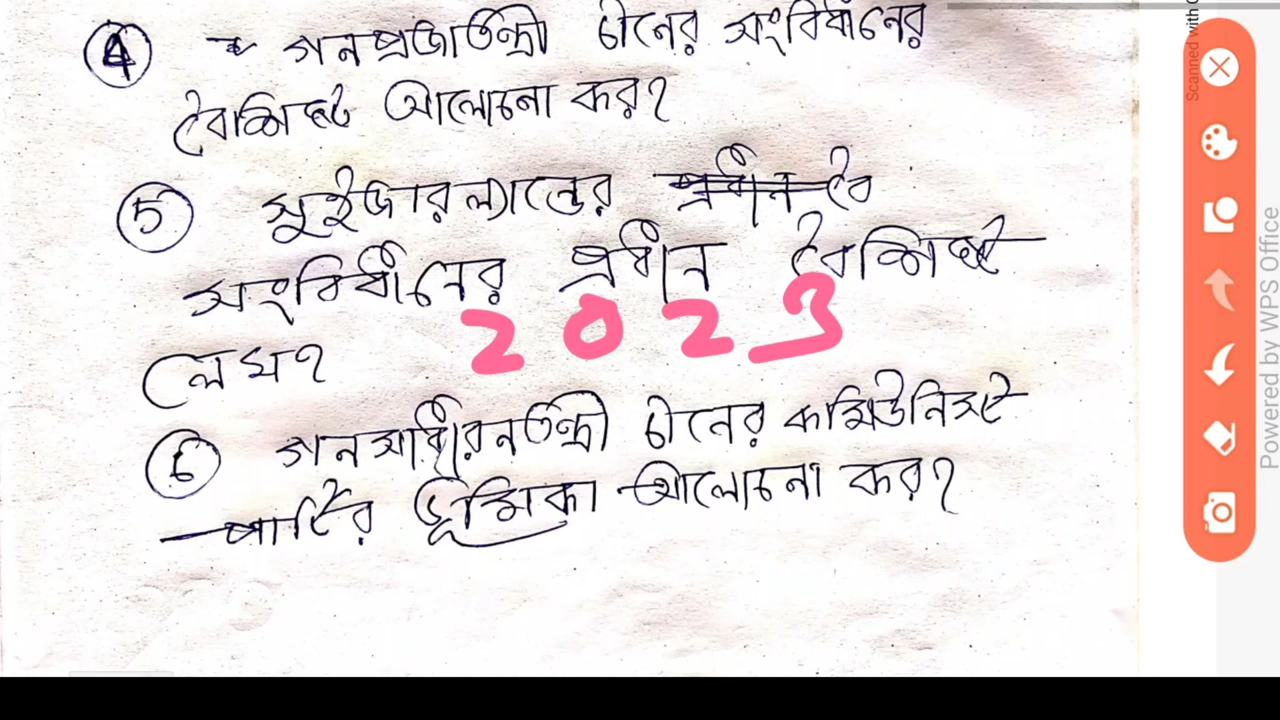 ④ গনপ্রজাতন্ত্রী চীনের সংবিধানের
বৈশিষ্ট আলোচনা কর?
⑤ সুইজারল্যান্ডের প্রধান বৈ
সংবিধানের প্রধান বৈশিষ্ট
লেখ?
2023
⑥ গনসাধারনতন্ত্রী চীনের কমিউনিস্ট
পার্টির ভূমিকা আলোচনা কর?
Scanned with
Powered by WPS Office